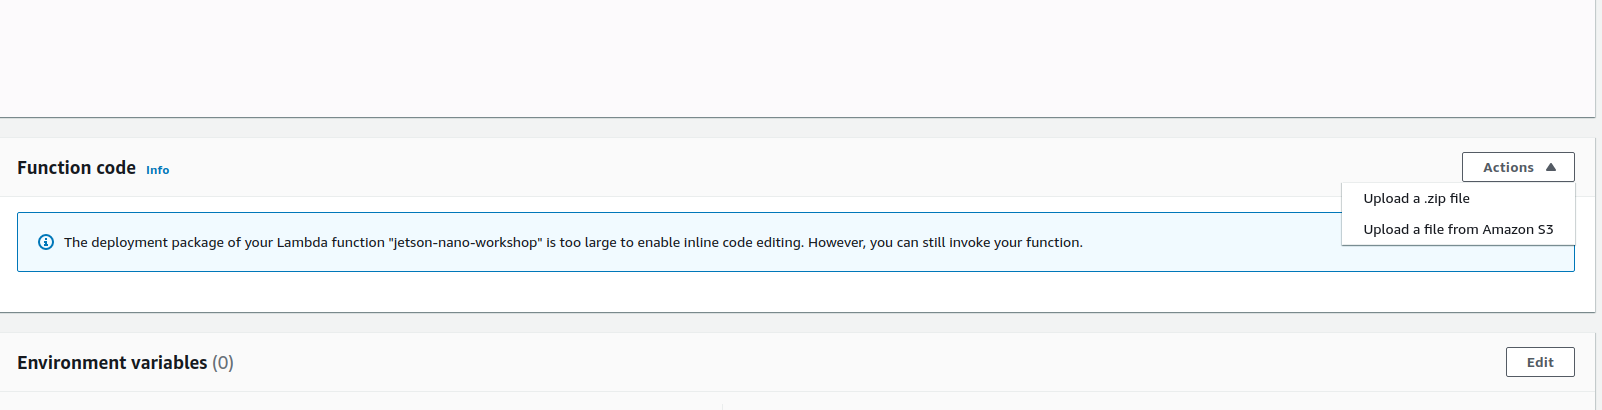 Function code Info
Actions
Upload a .zip file
Upload a file from Amazon S3
The deployment package of your Lambda function "jetson-nano-workshop" is too large to enable inline code editing. However, you can still invoke your function.
Environment variables (0)
Edit